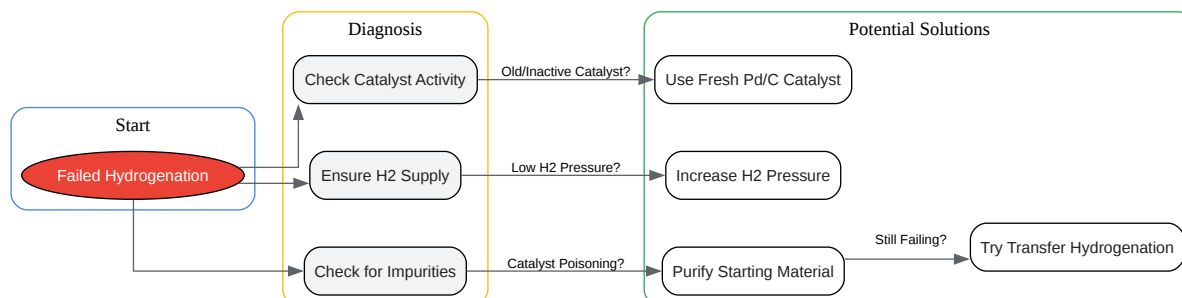 Diagnosis
Potential Solutions
Check Catalyst Activity
Old/Inactive Catalyst?
Use Fresh Pd/C Catalyst
Start
Failed Hydrogenation
Ensure H2 Supply
Low H2 Pressure?
Increase H2 Pressure
Check for Impurities
Catalyst Poisoning?
Purify Starting Material
Still Failing?
Try Transfer Hydrogenation